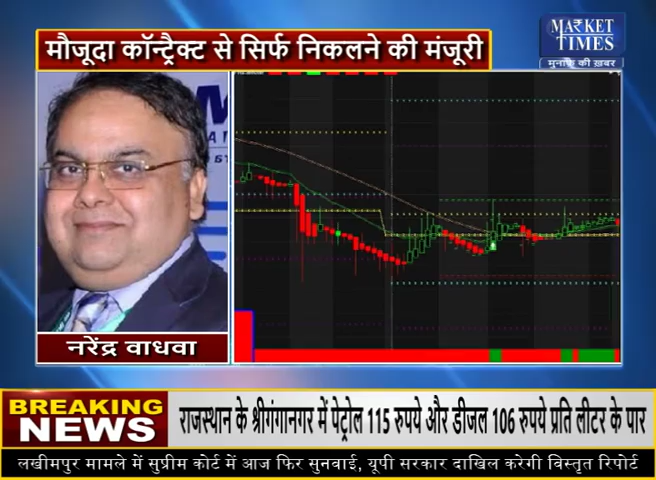 मौजूदा कॉन्ट्रैक्ट से सिर्फ निकलने की मंजूरी
MARKET
TIMES
मुनाफे की ख़बर
नरेंद्र वाधवा
BREAKING
NEWS
राजस्थान के श्रीगंगानगर में पेट्रोल 115 रुपये और डीजल 106 रुपये प्रति लीटर के पार
लखीमपुर मामले में सुप्रीम कोर्ट में आज फिर सुनवाई, यूपी सरकार दाखिल करेगी विस्तृत रिपोर्ट